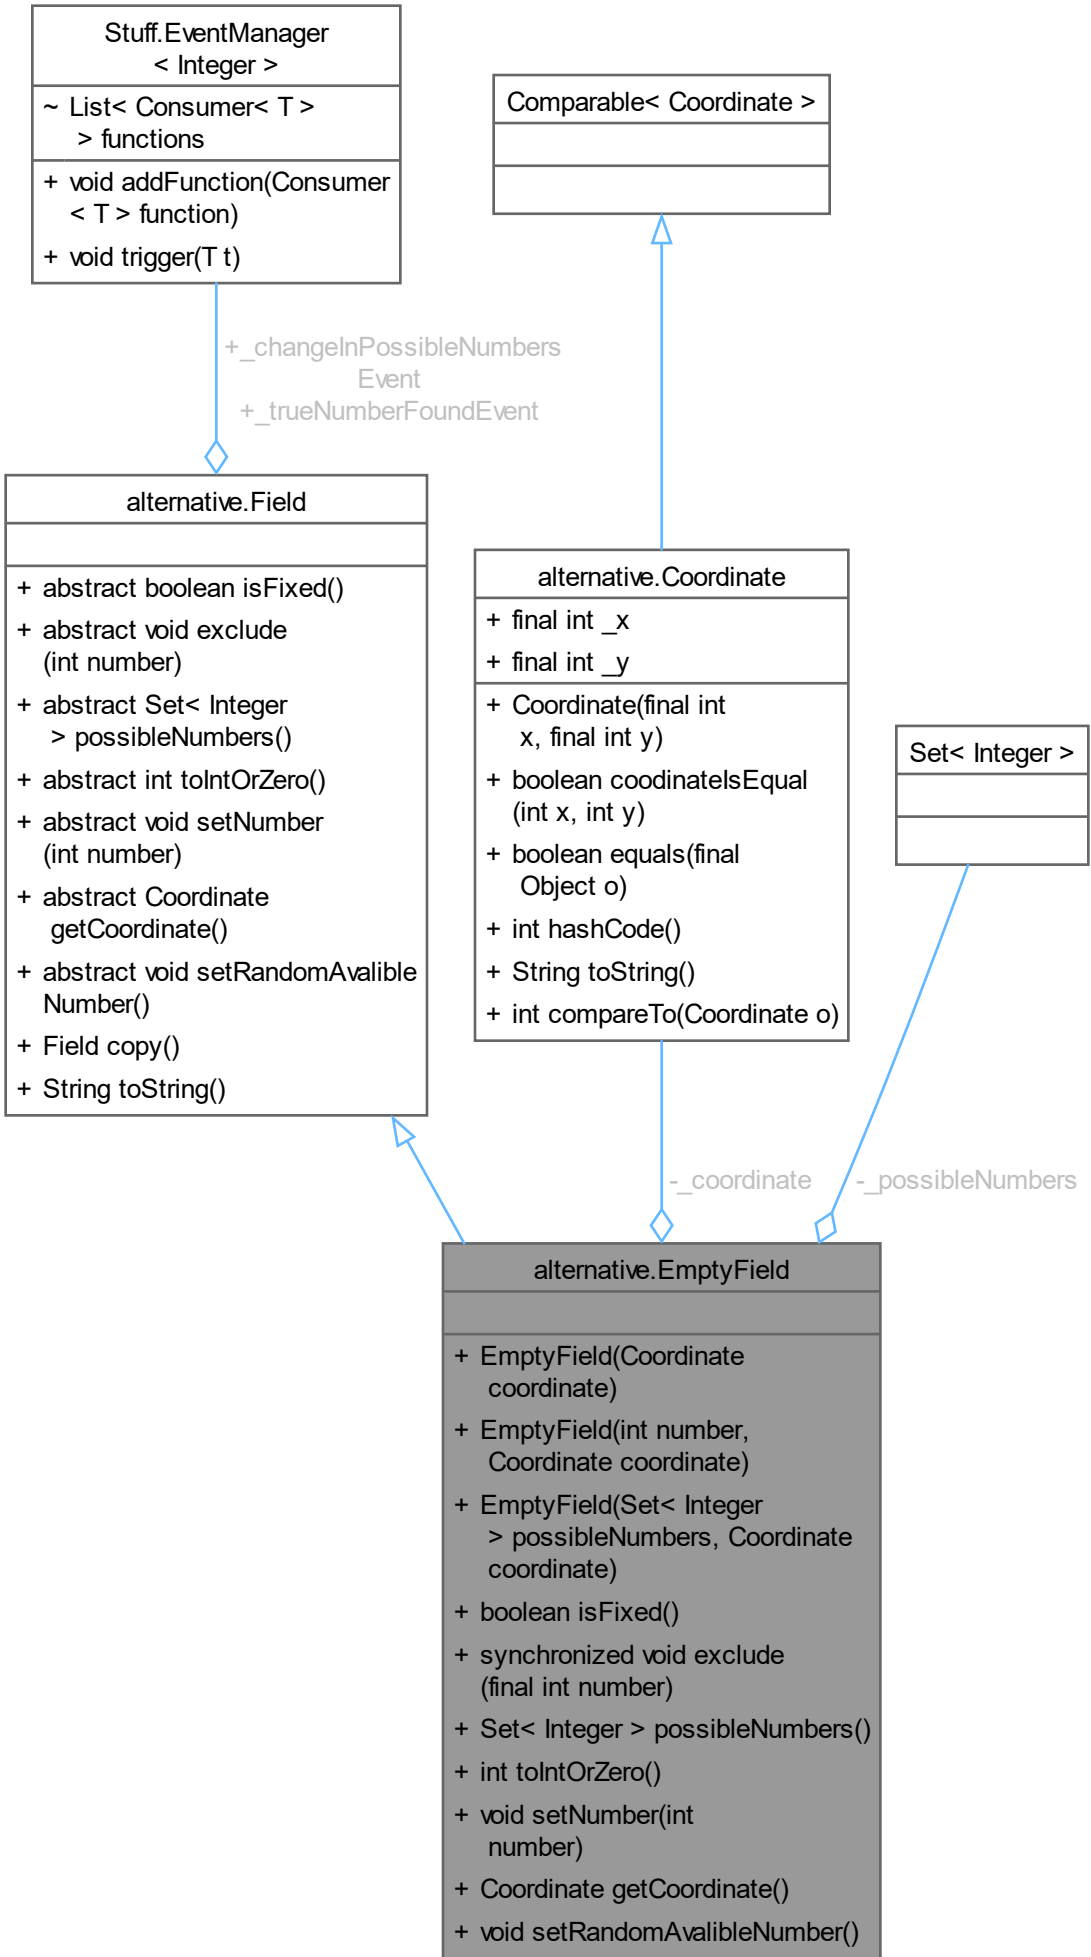 Stuff.EventManager
< Integer >
~ List< Consumer< T >
> functions
+ void addFunction(Consumer
< T > function)
+ void trigger(T t)
Comparable< Coordinate >
+_changeInPossibleNumbers
Event
+_trueNumberFoundEvent
alternative.Field
+ abstract boolean isFixed()
+ abstract void exclude
(int number)
+ abstract Set< Integer
> possibleNumbers()
+ abstract int toIntOrZero()
+ abstract void setNumber
(int number)
+ abstract Coordinate
getCoordinate()
+ abstract void setRandomAvalible
Number()
+ Field copy()
+ String toString()
alternative.Coordinate
+ final int _x
+ final int _y
+ Coordinate(final int
x, final int y)
+ boolean coodinateIsEqual
(int x, int y)
+ boolean equals(final
Object o)
+ int hashCode()
+ String toString()
+ int compareTo(Coordinate o)
Set< Integer >
-_coordinate
-_possibleNumbers
alternative.EmptyField
+ EmptyField(Coordinate
coordinate)
+ EmptyField(int number,
Coordinate coordinate)
+ EmptyField(Set< Integer
> possibleNumbers, Coordinate
coordinate)
+ boolean isFixed()
+ synchronized void exclude
(final int number)
+ Set< Integer > possibleNumbers()
+ int toIntOrZero()
+ void setNumber(int
number)
+ Coordinate getCoordinate()
+ void setRandomAvalibleNumber()